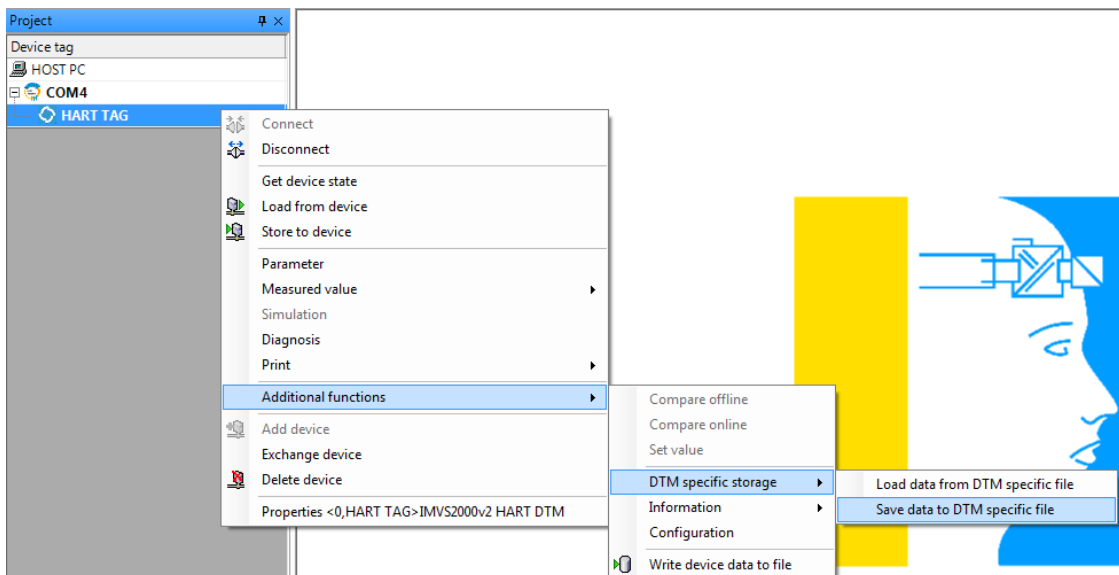 Project
Device tag
HOST PC
COM4
HART TAG
Connect
Disconnect
Get device state
Load from device
Store to device
Parameter
Measured value
Simulation
Diagnosis
Print
Additional functions
Add device
Exchange device
Delete device
Properties <0,HART TAG>IMVS2000v2 HART DTM
Compare offline
Compare online
Set value
DTM specific storage
Information
Configuration
Write device data to file
Load data from DTM specific file
Save data to DTM specific file